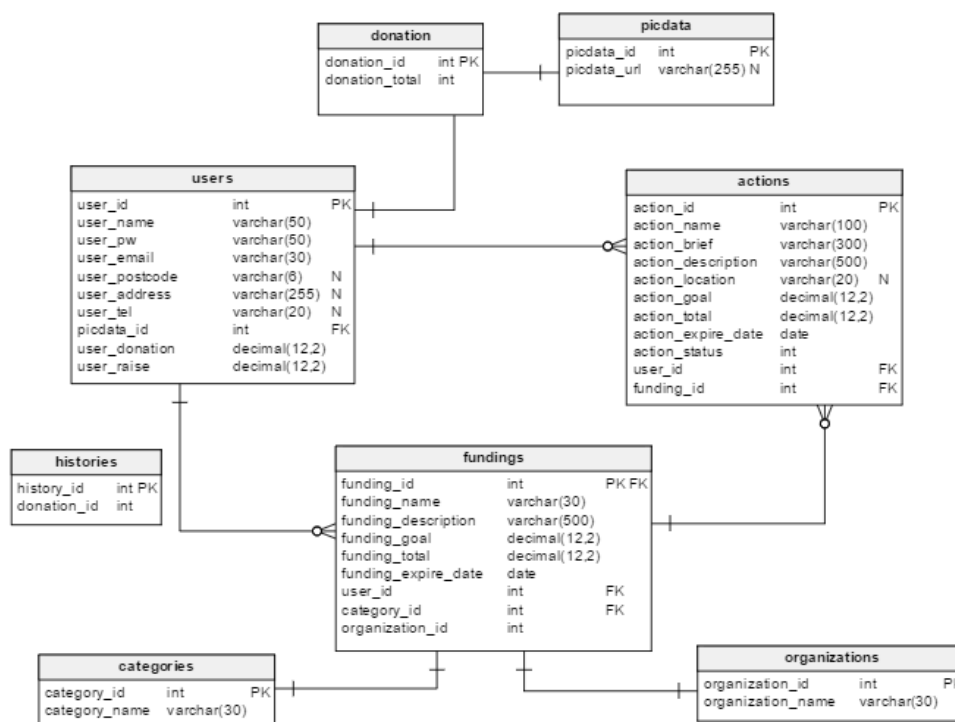 donation
donation_id int PK
donation_total int
picdata
picdata_id int PK
picdata_url varchar(255) N
users
user_id int PK
user_name varchar(50)
user_pw varchar(50)
user_email varchar(30)
user_postcode varchar(6) N
user_address varchar(255) N
user_tel varchar(20) N
picdata_id int FK
user_donation decimal(12,2)
user_raise decimal(12,2)
actions
action_id int PK
action_name varchar(100)
action_brief varchar(300)
action_description varchar(500)
action_location varchar(20) N
action_goal decimal(12,2)
action_total decimal(12,2)
action_expire_date date
action_status int
user_id int FK
funding_id int FK
histories
history_id int PK
donation_id int
fundings
funding_id int PK FK
funding_name varchar(30)
funding_description varchar(500)
funding_goal decimal(12,2)
funding_total decimal(12,2)
funding_expire_date date
user_id int FK
category_id int FK
organization_id int
categories
category_id int PK
category_name varchar(30)
organizations
organization_id int P
organization_name varchar(30)